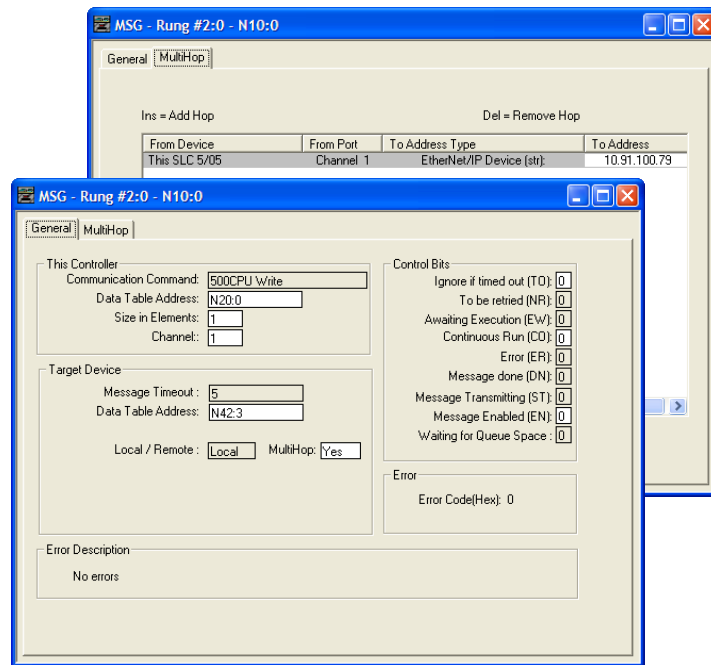 MSG - Rung #2:0 - N10:0
General MultiHop
Ins = Add Hop Del = Remove Hop
From Device From Port To Address Type To Address
This SLC 5/05 Channel 1 EtherNet/IP Device (str): 10.91.100.79
MSG - Rung #2:0 - N10:0
General MultiHop
This Controller
Communication Command: 500CPU Write
Data Table Address: N20:0
Size in Elements: 1
Channel:: 1
Target Device
Message Timeout : 5
Data Table Address: N42:3
Local / Remote : Local MultiHop: Yes
Control Bits
Ignore if timed out (TO): 0
To be retried (NR): 0
Awaiting Execution (EW): 0
Continuous Run (CO): 0
Error (ER): 0
Message done (DN): 0
Message Transmitting (ST): 0
Message Enabled (EN): 0
Waiting for Queue Space : 0
Error
Error Code(Hex): 0
Error Description
No errors